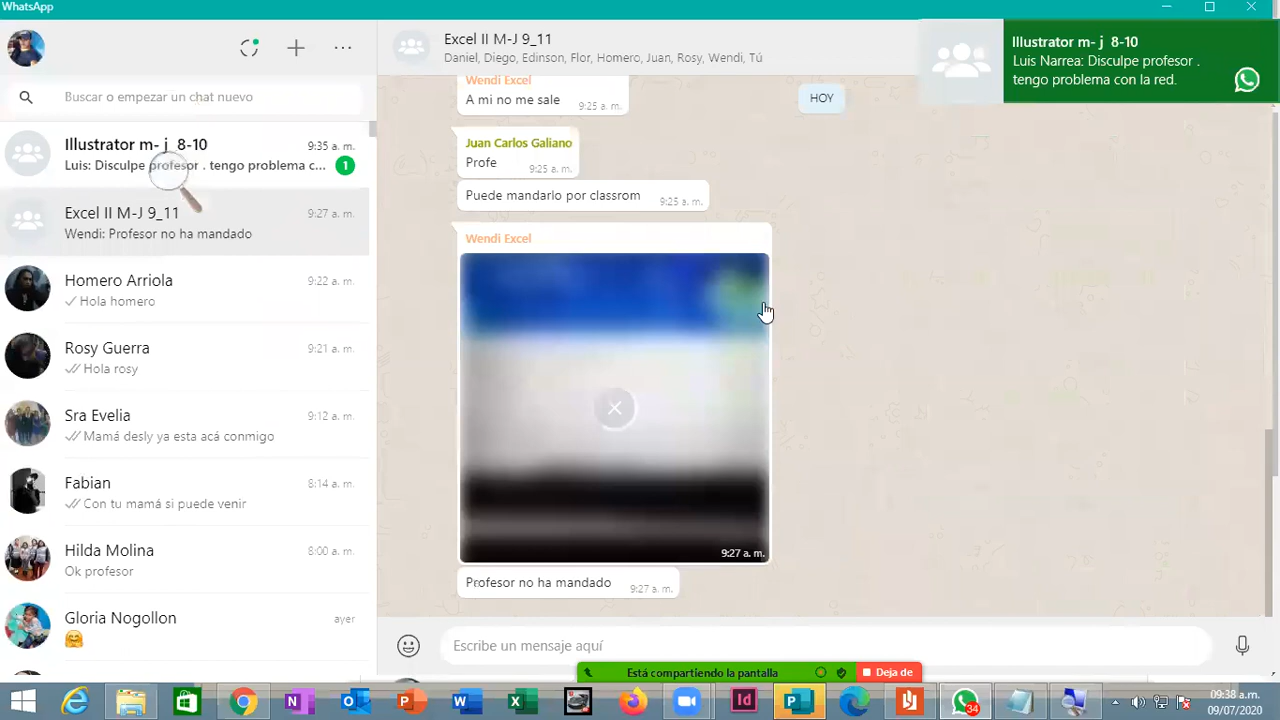 WhatsApp
Buscar o empezar un chat nuevo
Illustrator m- j 8-10
9:35 a. m.
Luis: Disculpe profesor . tengo problema c...
1
Excel II M-J 9_11
9:27 a. m.
Wendi: Profesor no ha mandado
Homero Arriola
9:22 a. m.
Hola homero
Rosy Guerra
9:21 a. m.
Hola rosy
Sra Evelia
9:12 a. m.
Mamá desly ya esta acá conmigo
Fabian
8:14 a. m.
Con tu mamá si puede venir
Hilda Molina
8:00 a. m.
Ok profesor
Gloria Nogollon
ayer
Excel II M-J 9_11
Daniel, Diego, Edinson, Flor, Homero, Juan, Rosy, Wendi, Tú
Illustrator m- j 8-10
Luis Narrea: Disculpe profesor .
tengo problema con la red.
HOY
Wendi Excel
A mi no me sale
9:25 a. m.
Juan Carlos Galiano
Profe
9:25 a. m.
Puede mandarlo por classrom
9:25 a. m.
Wendi Excel
9:27 a. m.
Profesor no ha mandado
9:27 a. m.
Escribe un mensaje aquí
Está compartiendo la pantalla
Deja de
34
09:38 a.m.
09/07/2020